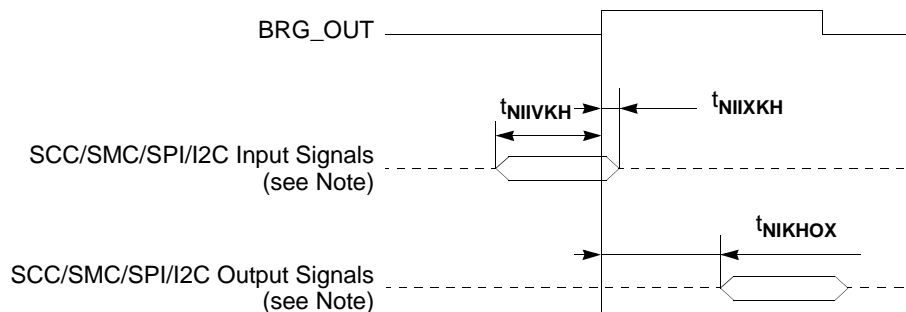 BRG_OUT
tNIIVKH
tNIIXKH
SCC/SMC/SPI/I2C Input Signals
(see Note)
tNIKHOX
SCC/SMC/SPI/I2C Output Signals
(see Note)